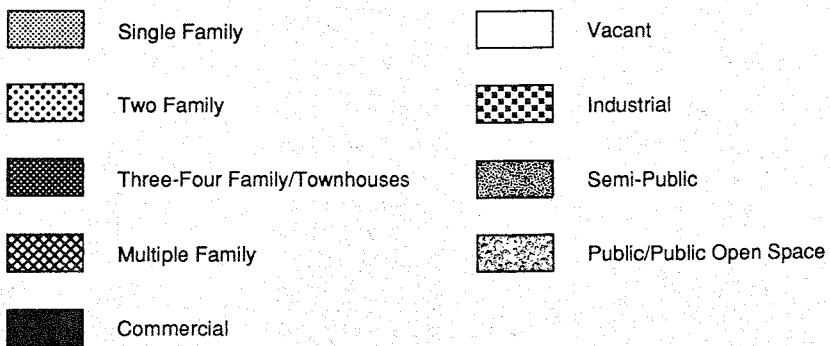 Single Family
Two Family
Three-Four Family/Townhouses
Multiple Family
Commercial
Vacant
Industrial
Semi-Public
Public/Public Open Space